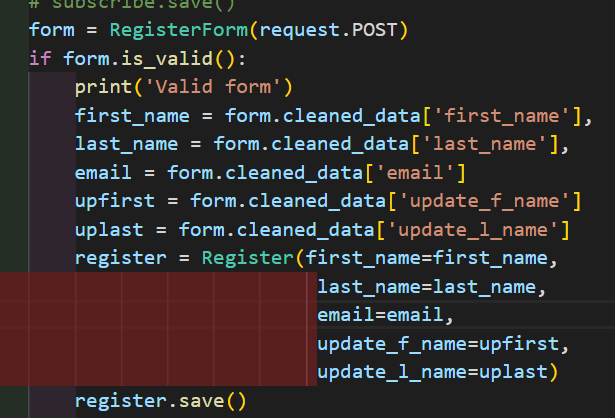 # subscribe.save()
form = RegisterForm(request.POST)
if form.is_valid():
    print('Valid form')
    first_name = form.cleaned_data['first_name'],
    last_name = form.cleaned_data['last_name'],
    email = form.cleaned_data['email']
    upfirst = form.cleaned_data['update_f_name']
    uplast = form.cleaned_data['update_l_name']
    register = Register(first_name=first_name,
                         last_name=last_name,
                         email=email,
                         update_f_name=upfirst,
                         update_l_name=uplast)
    register.save()